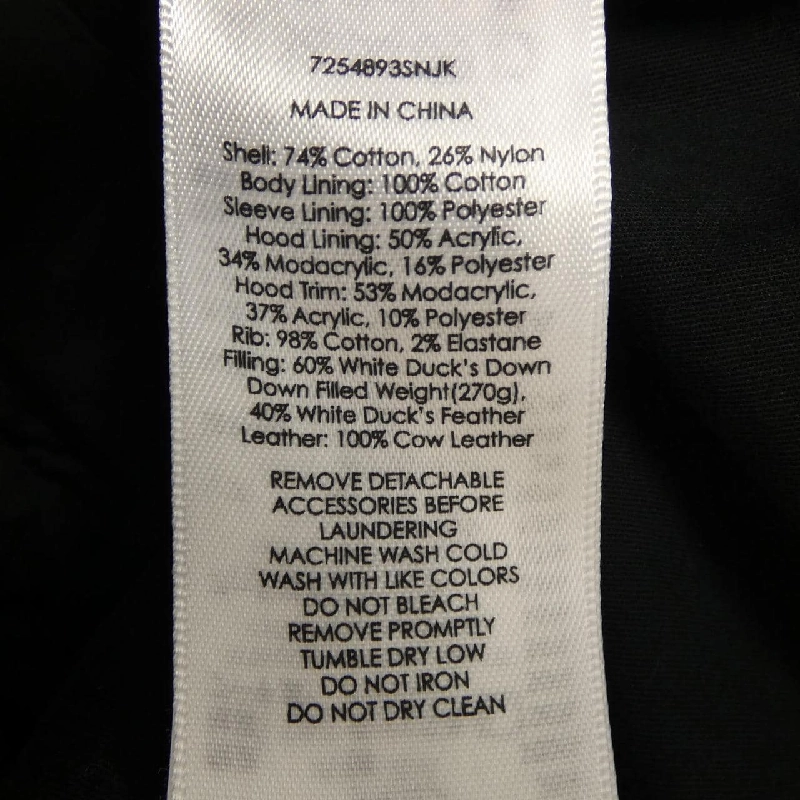 7254893SNJK
MADE IN CHINA
Shell: 74% Cotton, 26% Nylon
Body Lining: 100% Cotton
Sleeve Lining: 100% Polyester
Hood Lining: 50% Acrylic,
34% Modacrylic, 16% Polyester
Hood Trim: 53% Modacrylic,
37% Acrylic, 10% Polyester
Rib: 98% Cotton, 2% Elastane
Filling: 60% White Duck's Down
Down Filled Weight(270g),
40% White Duck's Feather
Leather: 100% Cow Leather
REMOVE DETACHABLE
ACCESSORIES BEFORE
LAUNDERING
MACHINE WASH COLD
WASH WITH LIKE COLORS
DO NOT BLEACH
REMOVE PROMPTLY
TUMBLE DRY LOW
DO NOT IRON
DO NOT DRY CLEAN